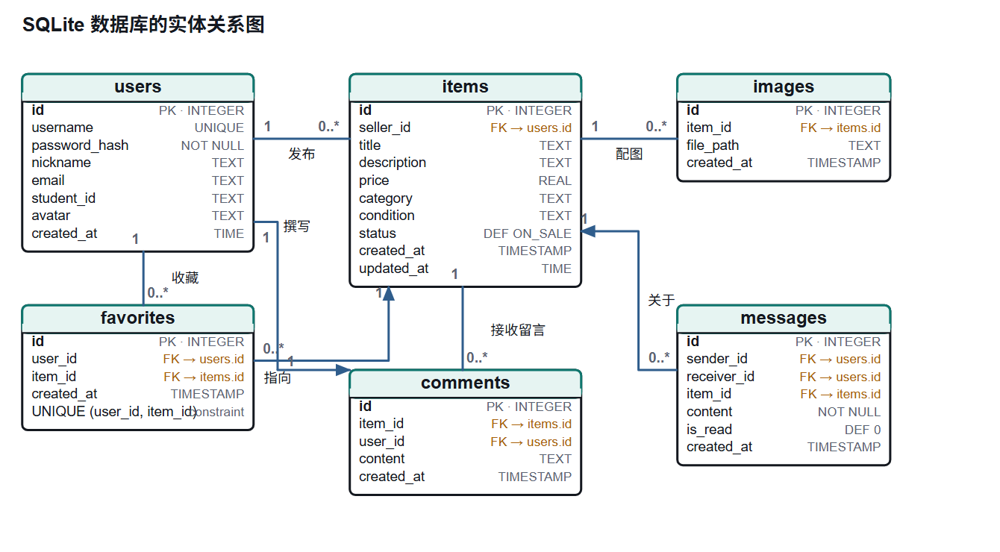 SQLite 数据库的实体关系图
users
id PK · INTEGER
username UNIQUE
password_hash NOT NULL
nickname TEXT
email TEXT
student_id TEXT
avatar TEXT
created_at TIME
1 0..*
发布
items
id PK · INTEGER
seller_id FK → users.id
title TEXT
description TEXT
price REAL
category TEXT
condition TEXT
status DEF ON_SALE
created_at TIMESTAMP
updated_at TIME
1 0..*
配图
images
id PK · INTEGER
item_id FK → items.id
file_path TEXT
created_at TIMESTAMP
撰写
1
1
1
收藏
0..*
1
1
接收留言
0..*
关于
0..*
favorites
id PK · INTEGER
user_id FK → users.id
item_id FK → items.id
created_at TIMESTAMP
UNIQUE (user_id, item_id) constraint
0..*
1
指向
comments
id PK · INTEGER
item_id FK → items.id
user_id FK → users.id
content TEXT
created_at TIMESTAMP
messages
id PK · INTEGER
sender_id FK → users.id
receiver_id FK → users.id
item_id FK → items.id
content NOT NULL
is_read DEF 0
created_at TIMESTAMP